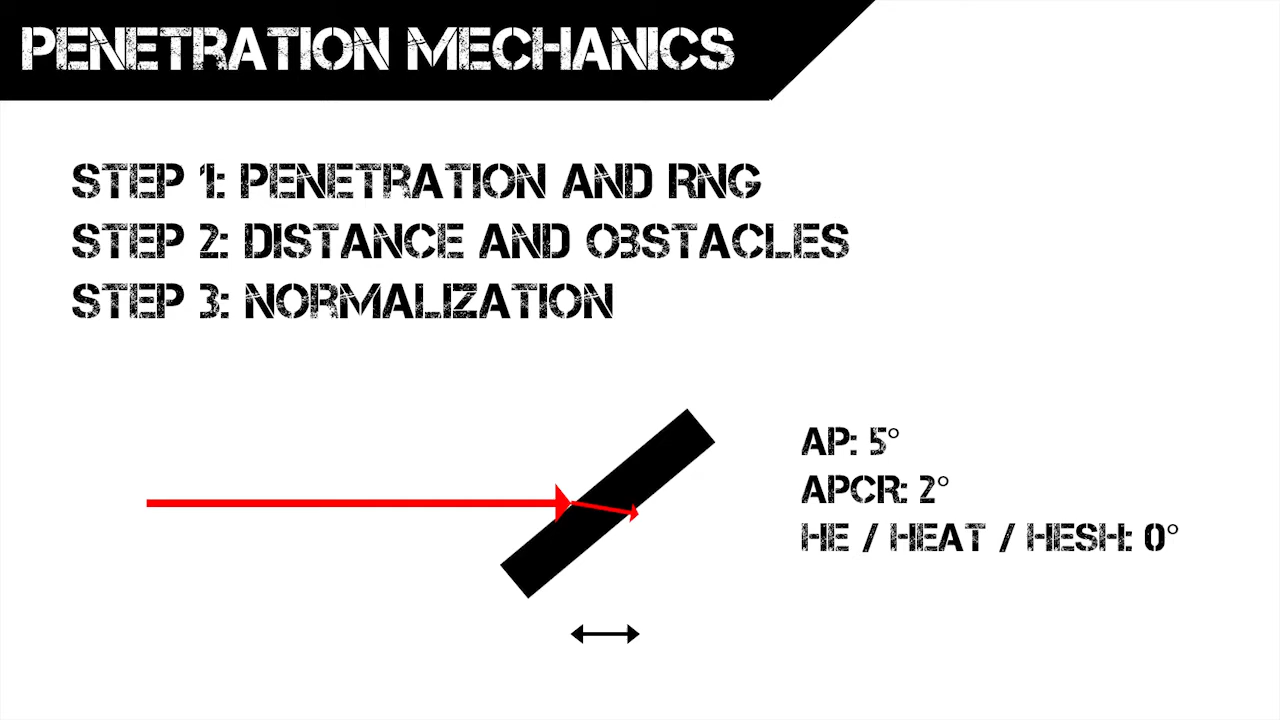 PENETRATION MECHANICS
STEP 1: PENETRATION AND RNG
STEP 2: DISTANCE AND OBSTACLES
STEP 3: NORMALIZATION
AP: 5°
APCR: 2°
HE / HEAT / HESH: 0°